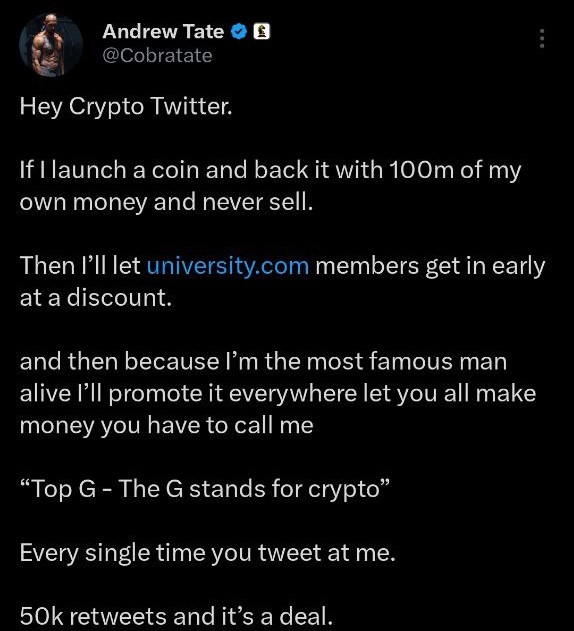 Andrew Tate
@Cobratate
Hey Crypto Twitter.
If I launch a coin and back it with 100m of my
own money and never sell.
Then I’ll let university.com members get in early
at a discount.
and then because I’m the most famous man
alive I’ll promote it everywhere let you all make
money you have to call me
“Top G - The G stands for crypto”
Every single time you tweet at me.
50k retweets and it’s a deal.